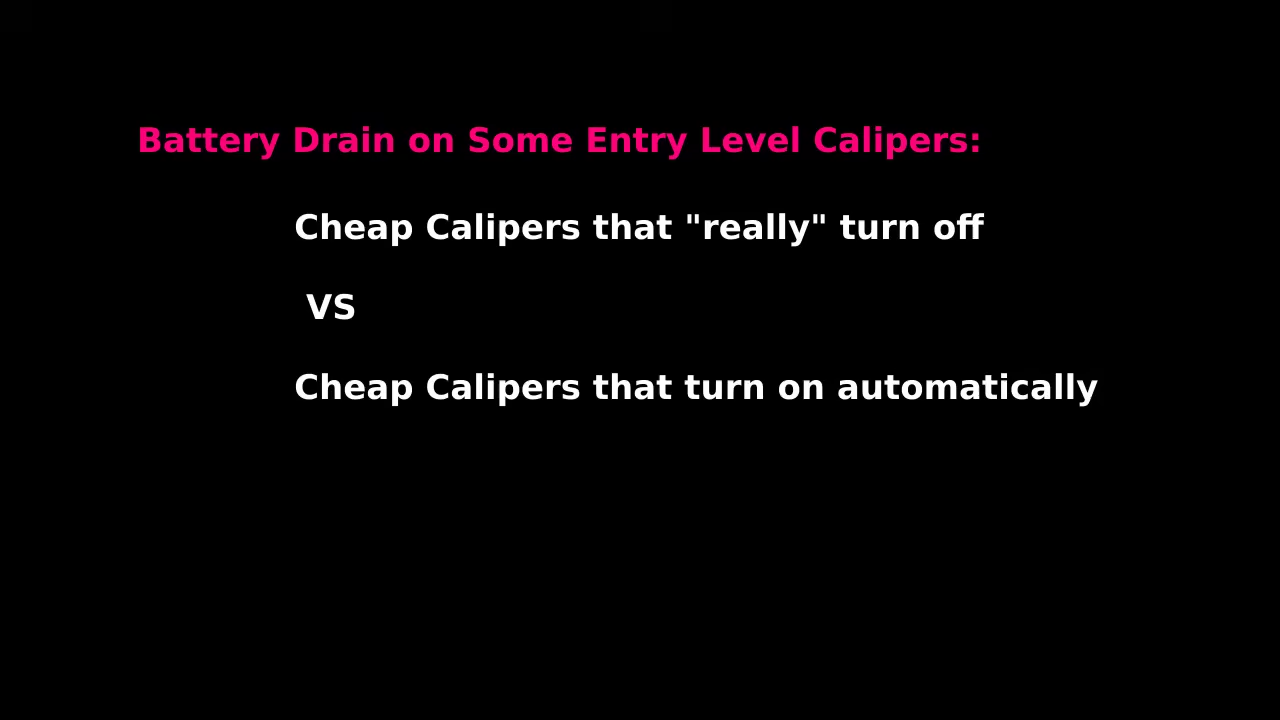 Battery Drain on Some Entry Level Calipers:
Cheap Calipers that "really" turn off
VS
Cheap Calipers that turn on automatically